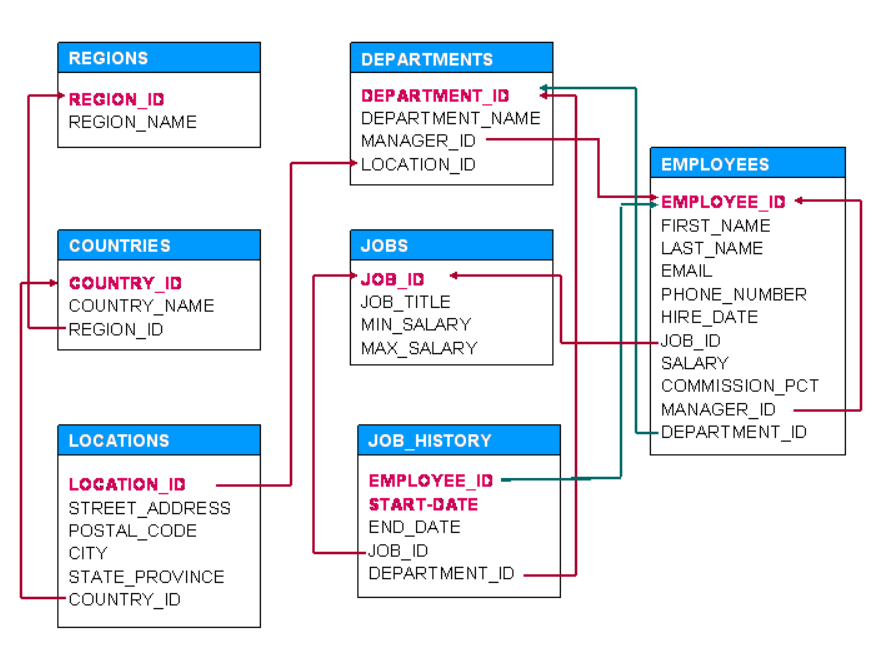 REGIONS
REGION_ID
REGION_NAME
COUNTRIES
COUNTRY_ID
COUNTRY_NAME
REGION_ID
LOCATIONS
LOCATION_ID
STREET_ADDRESS
POSTAL_CODE
CITY
STATE_PROVINCE
COUNTRY_ID
DEPARTMENTS
DEPARTMENT_ID
DEPARTMENT_NAME
MANAGER_ID
LOCATION_ID
JOBS
JOB_ID
JOB_TITLE
MIN_SALARY
MAX_SALARY
JOB_HISTORY
EMPLOYEE_ID
START-DATE
END_DATE
JOB_ID
DEPARTMENT_ID
EMPLOYEES
EMPLOYEE_ID
FIRST_NAME
LAST_NAME
EMAIL
PHONE_NUMBER
HIRE_DATE
JOB_ID
SALARY
COMMISSION_PCT
MANAGER_ID
DEPARTMENT_ID